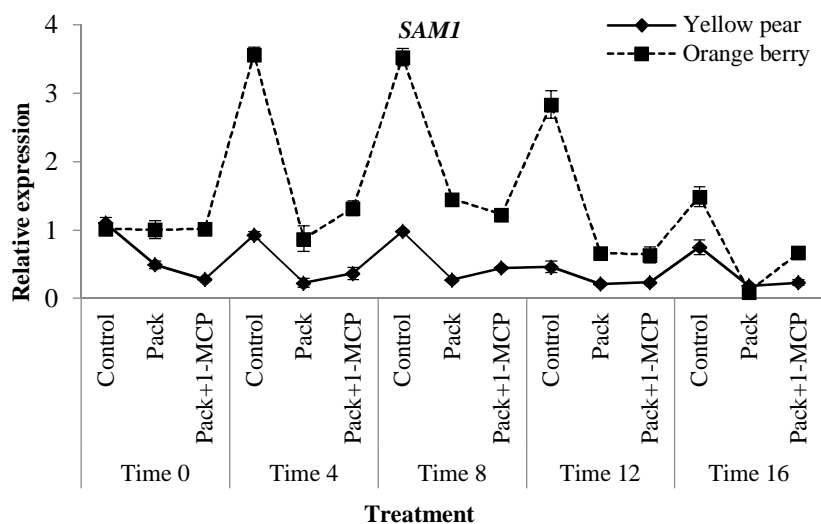 SAM1
Yellow pear
Orange berry
Relative expression
4
3
2
1
0
Control
Pack
Pack+1-MCP
Control
Pack
Pack+1-MCP
Control
Pack
Pack+1-MCP
Control
Pack
Pack+1-MCP
Control
Pack
Pack+1-MCP
Time 0 Time 4 Time 8 Time 12 Time 16
Treatment